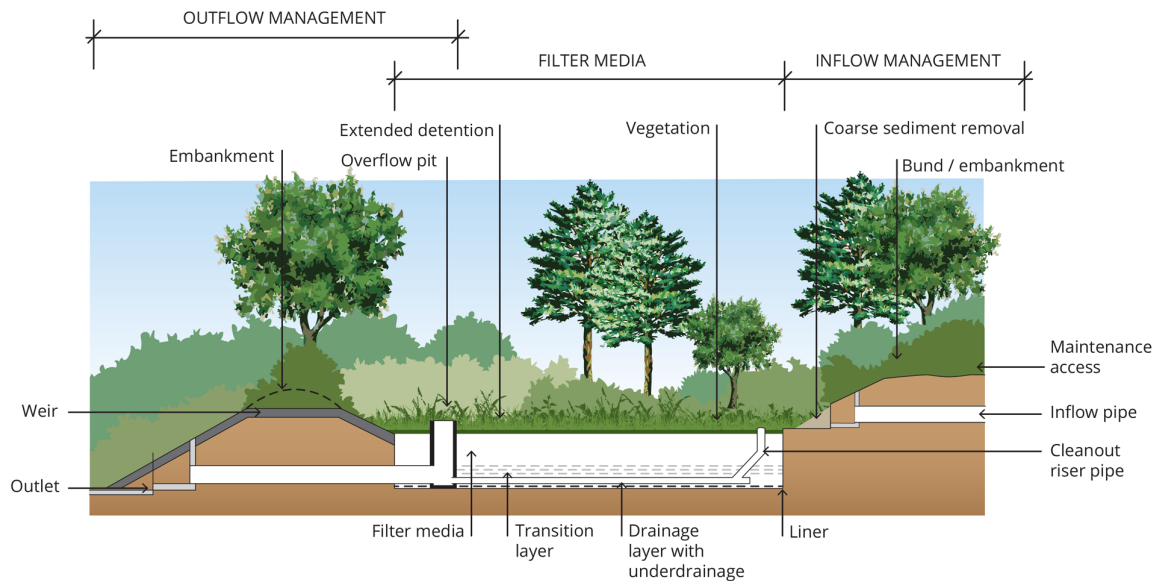 OUTFLOW MANAGEMENT
FILTER MEDIA
INFLOW MANAGEMENT
Extended detention
Vegetation
Coarse sediment removal
Embankment
Overflow pit
Bund / embankment
Maintenance
access
Weir
Inflow pipe
Cleanout
riser pipe
Outlet
Filter media
Transition
layer
Drainage
layer with
underdrainage
Liner